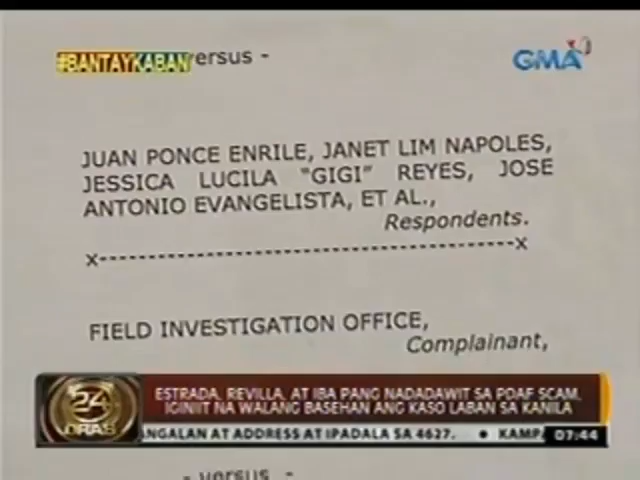 #BANTAYKABAN
ersus -
GMA
JUAN PONCE ENRILE, JANET LIM NAPOLES,
JESSICA LUCILA "GIGI" REYES, JOSE
ANTONIO EVANGELISTA, ET AL.,
Respondents.
x-----------------------------------------x
FIELD INVESTIGATION OFFICE,
Complainant,
24
ORAS
ESTRADA, REVILLA, AT IBA PANG NADADAWIT SA PDAF SCAM,
IGINIIT NA WALANG BASEHAN ANG KASO LABAN SA KANILA
ANGALAN AT ADDRESS AT IPADALA SA 4627. • KAMPA
07:44
- versus -